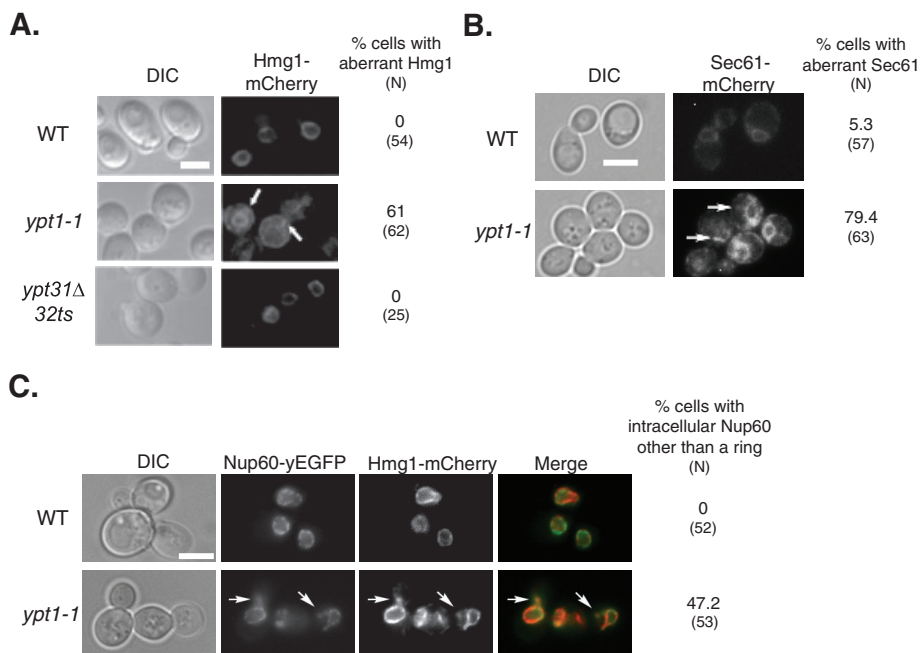 A.
DIC
Hmg1-
mCherry
% cells with
aberrant Hmg1
(N)
WT
0
(54)
ypt1-1
61
(62)
ypt31Δ
32ts
0
(25)
B.
DIC
Sec61-
mCherry
% cells with
aberrant Sec61
(N)
WT
5.3
(57)
ypt1-1
79.4
(63)
C.
DIC
Nup60-yEGFP
Hmg1-mCherry
Merge
% cells with
intracellular Nup60
other than a ring
(N)
WT
0
(52)
ypt1-1
47.2
(53)